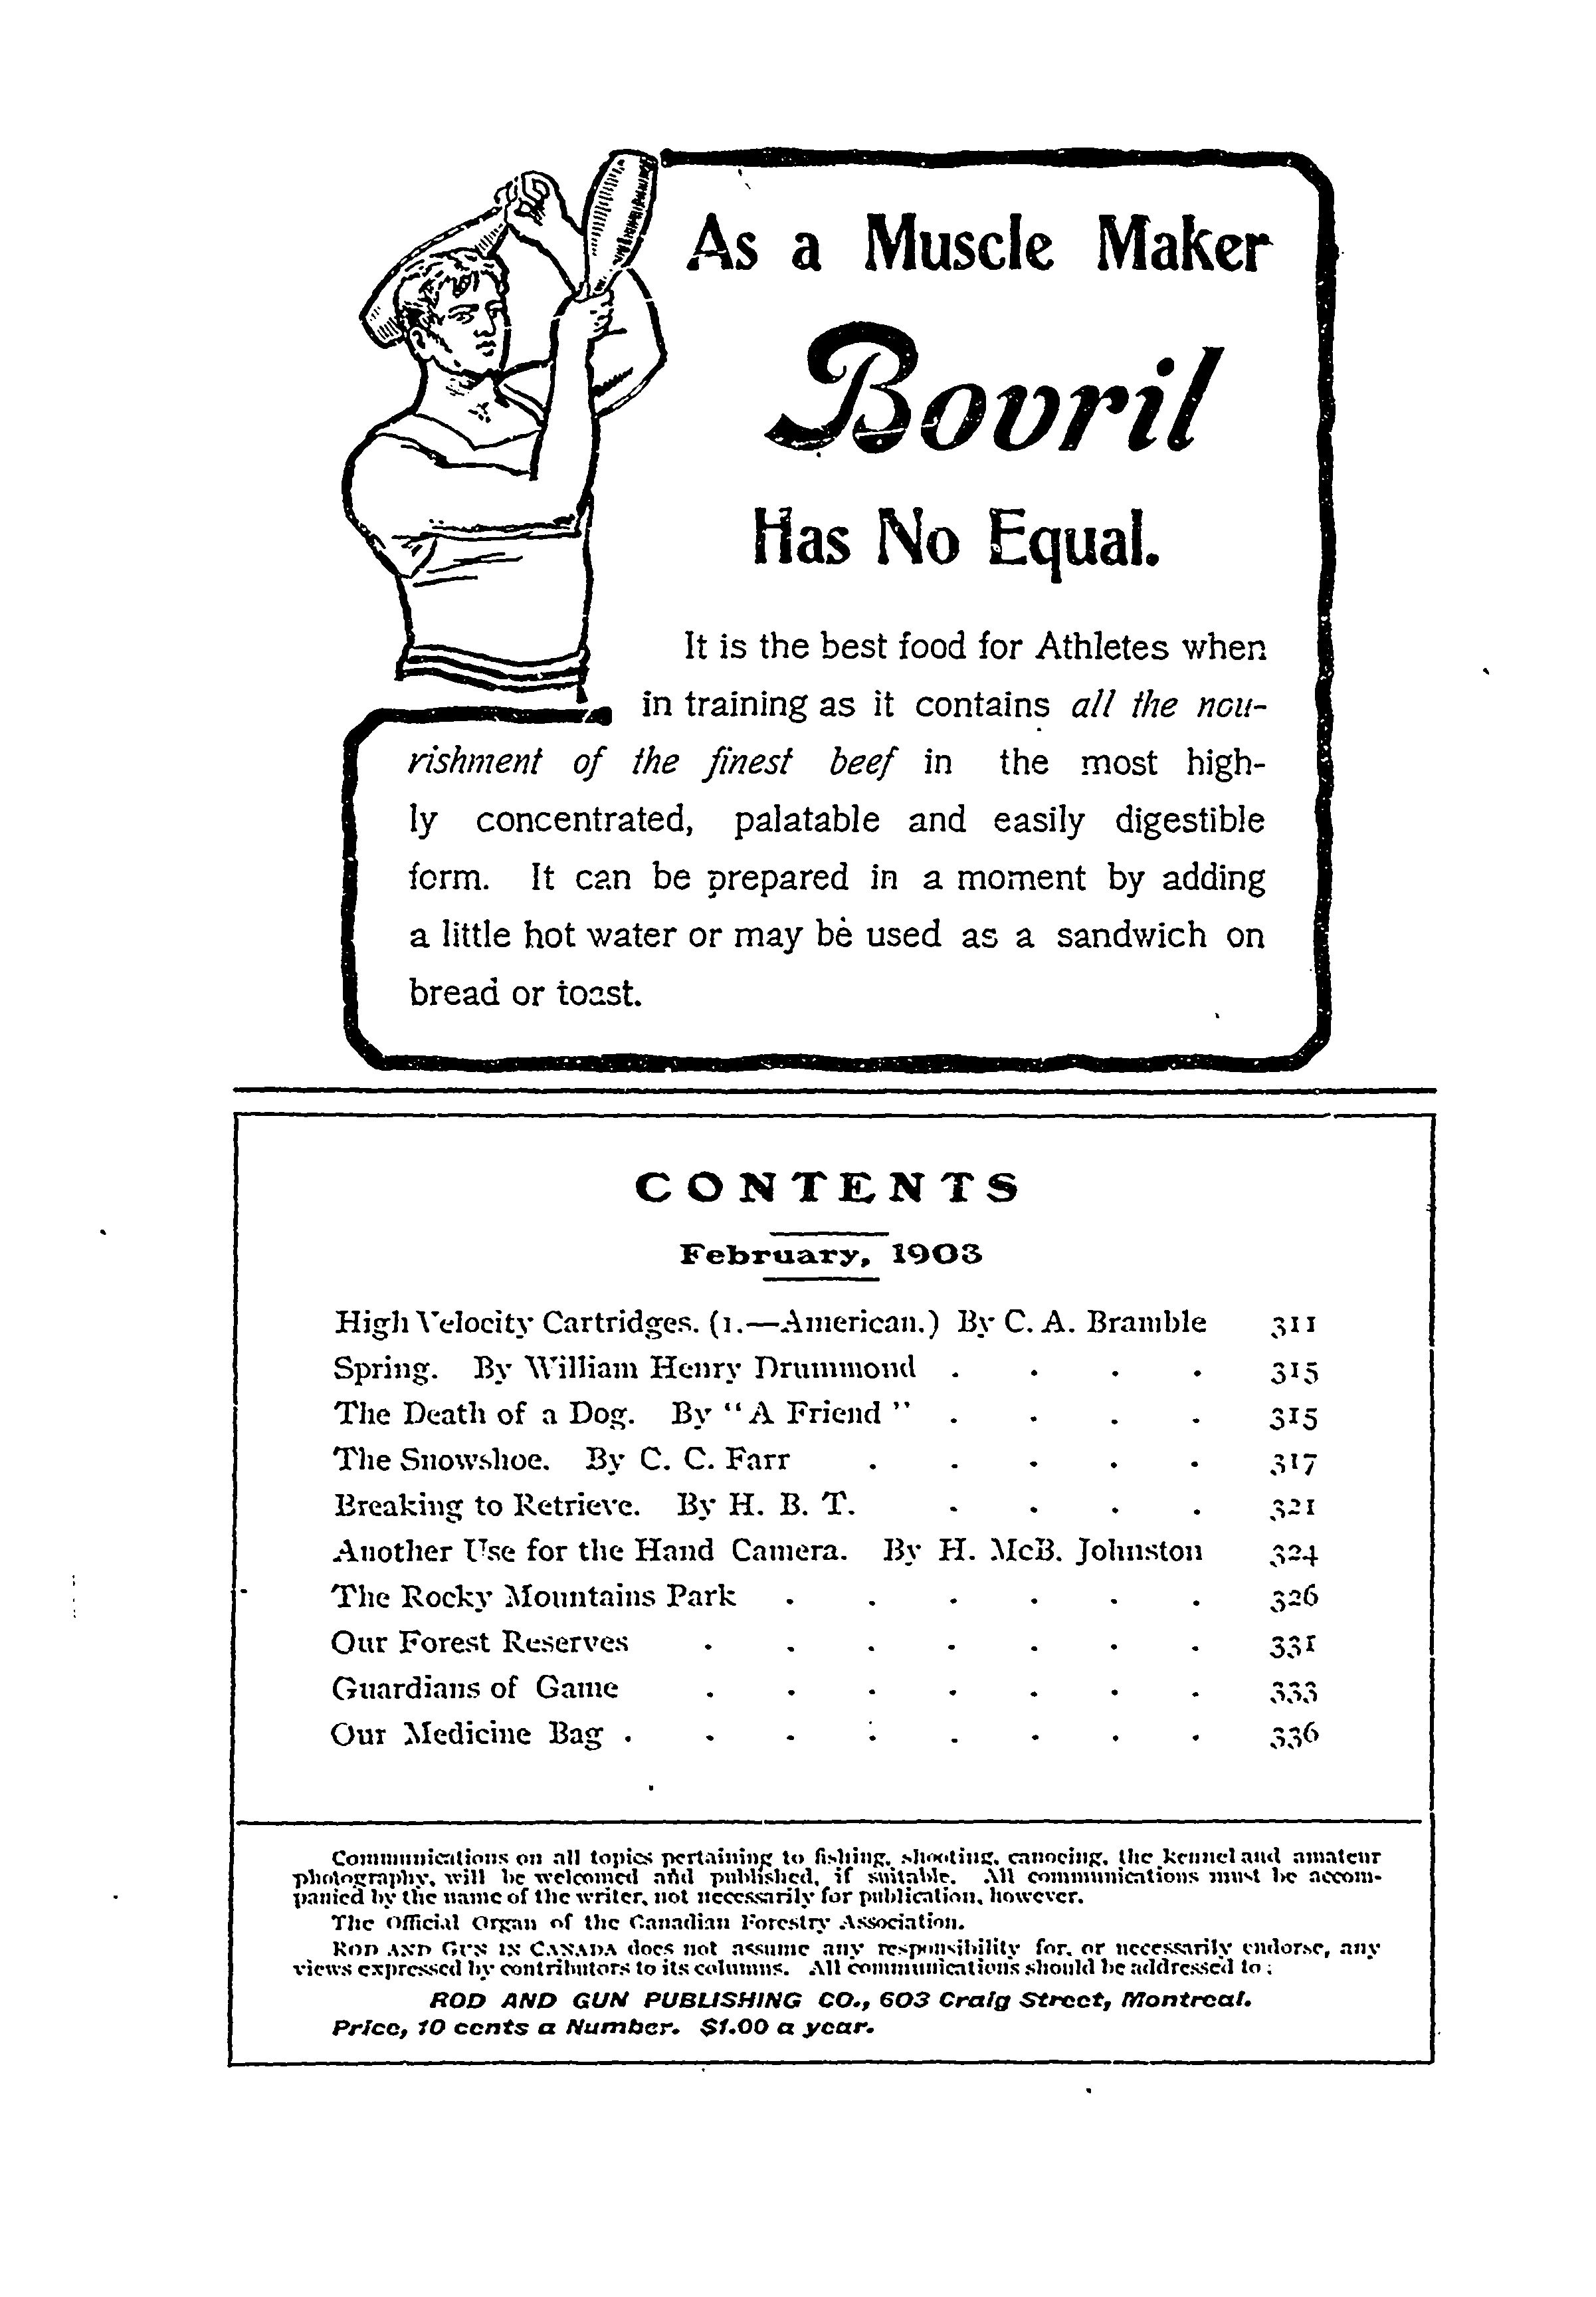 As a Muscle Maker
Bovril
Has No Equal.
It is the best food for Athletes when
in training as it contains all the nou-
rishment of the finest beef in the most high-
ly concentrated, palatable and easily digestible
form. It can be prepared in a moment by adding
a little hot water or may be used as a sandwich on
bread or toast.
CONTENTS
February, 1903
High Velocity Cartridges. (1.—American.) By C. A. Bramble 311
Spring. By William Henry Drummond . . . . 315
The Death of a Dog. By "A Friend" . . . . 315
The Snowshoe. By C. C. Farr . . . . . 317
Breaking to Retrieve. By H. B. T. . . . . 321
Another Use for the Hand Camera. By H. McB. Johnston 324
The Rocky Mountains Park . . . . . . 326
Our Forest Reserves . . . . . . . 331
Guardians of Game . . . . . . . 333
Our Medicine Bag . . . . . . . . 336
Communications on all topics pertaining to fishing, shooting, canoeing, the kennel and amateur
photography, will be welcomed and published, if suitable. All communications must be accom-
panied by the name of the writer, not necessarily for publication, however.
The Official Organ of the Canadian Forestry Association.
ROD AND GUN IN CANADA does not assume any responsibility for, or necessarily endorse, any
views expressed by contributors to its columns. All communications should be addressed to:
ROD AND GUN PUBLISHING CO., 603 Craig Street, Montreal.
Price, 10 cents a Number. $1.00 a year.